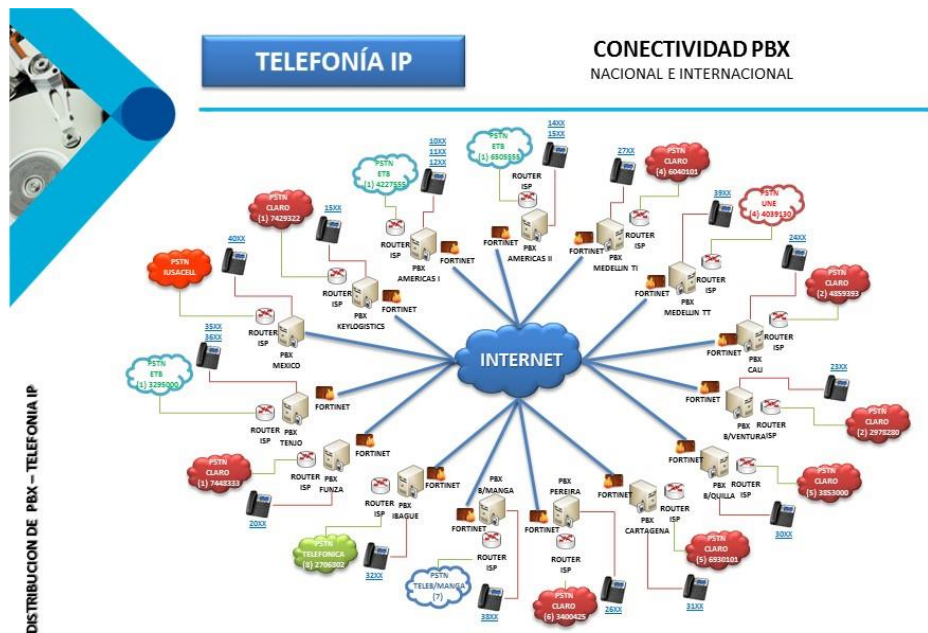 TELEFONÍA IP
CONECTIVIDAD PBX
NACIONAL E INTERNACIONAL
DISTRIBUCION DE PBX – TELEFONIA IP
INTERNET
PSTN
IUSACELL
40XX
ROUTER
ISP
PBX
MEXICO
PSTN
CLARO
(1) 7429322
15XX
ROUTER
ISP
PBX
KEYLOGISTICS
FORTINET
PSTN
ETB
(1) 4227555
10XX
11XX
12XX
ROUTER
ISP
PBX
AMERICAS I
FORTINET
PSTN
ETB
(1) 6505555
14XX
15XX
ROUTER
ISP
PBX
AMERICAS II
FORTINET
27XX
PSTN
CLARO
(4) 6040101
ROUTER
ISP
PBX
MEDELLIN TI
FORTINET
39XX
PSTN
UNE
(4) 4039130
ROUTER
ISP
PBX
MEDELLIN TT
FORTINET
24XX
PSTN
CLARO
(2) 4859393
ROUTER
ISP
PBX
CALI
FORTINET
23XX
PSTN
CLARO
(2) 2978280
ROUTER
ISP
PBX
B/VENTURA
FORTINET
PSTN
CLARO
(5) 3853000
30XX
ROUTER
ISP
PBX
B/QUILLA
FORTINET
PSTN
CLARO
(5) 6930101
31XX
ROUTER
ISP
PBX
CARTAGENA
FORTINET
PBX
PEREIRA
FORTINET
ROUTER
ISP
PSTN
CLARO
(6) 3400425
26XX
PBX
B/MANGA
FORTINET
ROUTER
ISP
PSTN
TELEB/MANGA
(7)
38XX
FORTINET
ROUTER
ISP
PBX
IBAGUE
PSTN
TELEFONICA
(8) 2706802
32XX
FORTINET
ROUTER
ISP
PBX
FUNZA
PSTN
CLARO
(1) 7448333
20XX
FORTINET
35XX
36XX
PSTN
ETB
(1) 3295000
ROUTER
ISP
PBX
TENJO